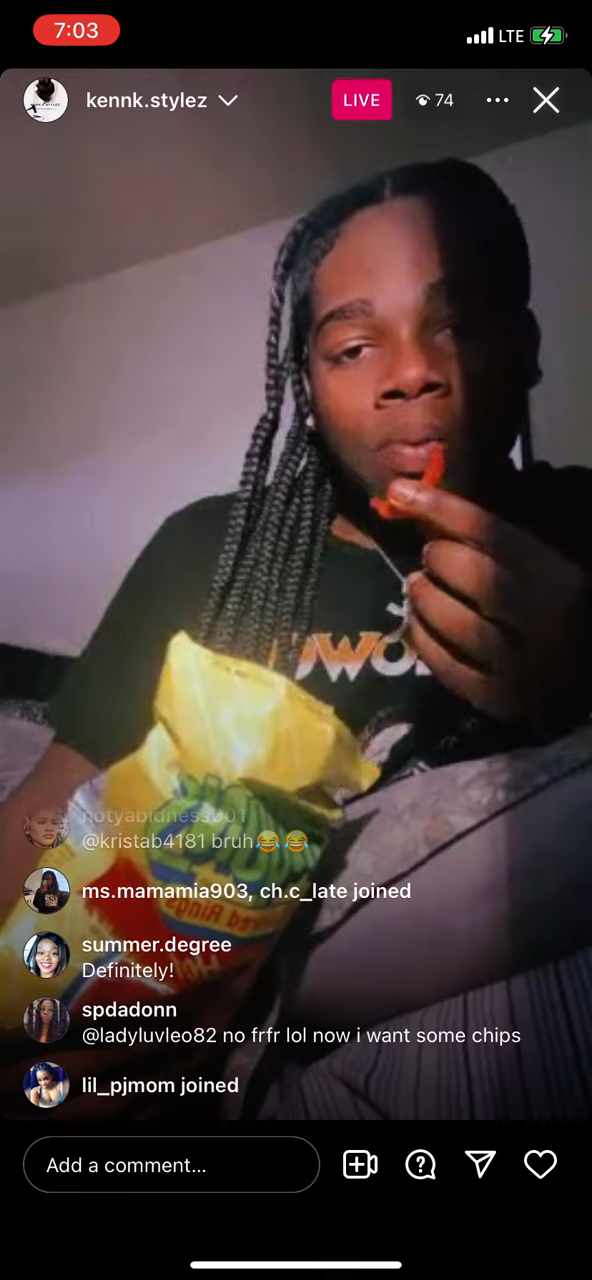 7:03
LTE
kennk.stylez
LIVE
74
notyabidness001
@kristab4181 bruh😂😂
ms.mamamia903, ch.c_late joined
summer.degree
Definitely!
spdadonn
@ladyluvleo82 no frfr lol now i want some chips
lil_pjmom joined
Add a comment...